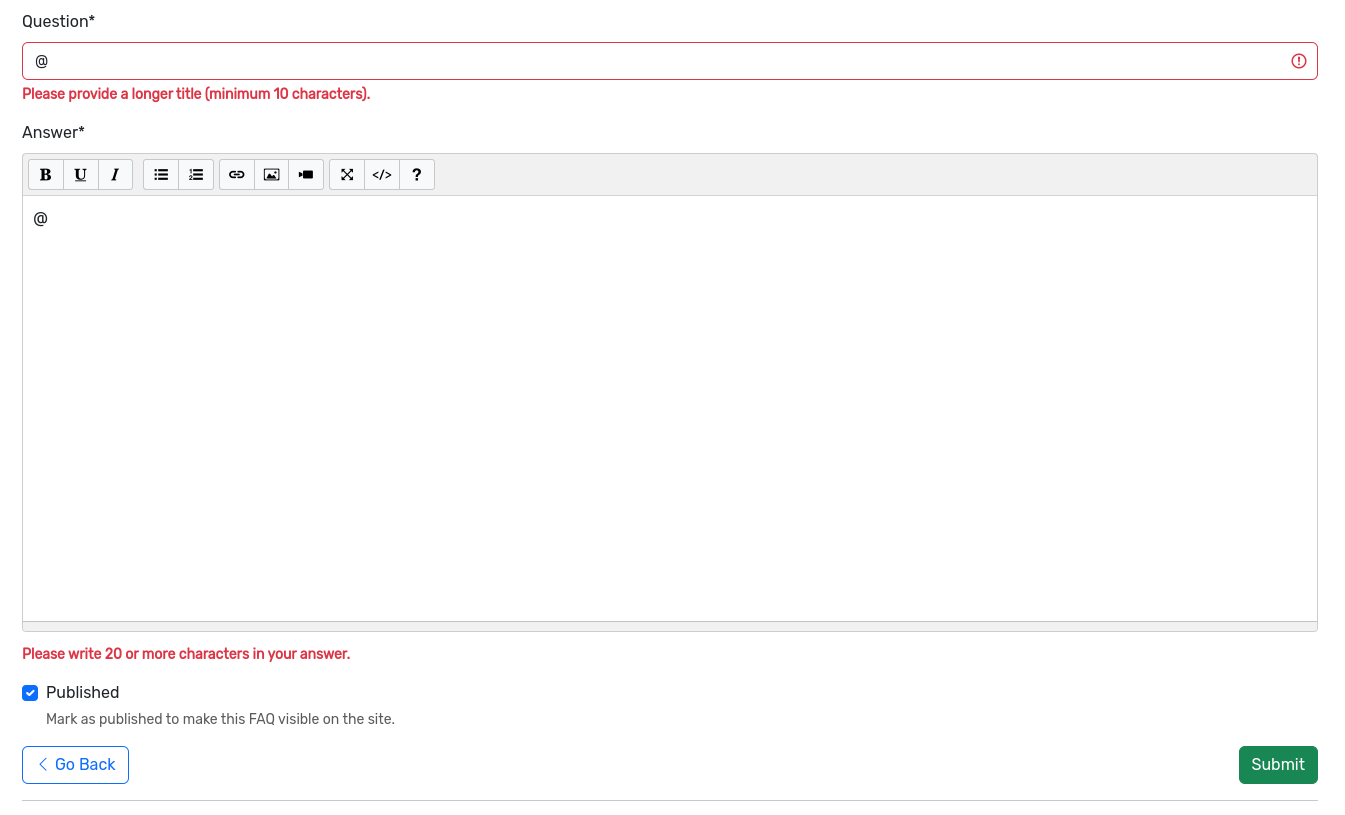 Question*
@
Please provide a longer title (minimum 10 characters).
Answer*
B U I </> ?
@
Please write 20 or more characters in your answer.
Published
Mark as published to make this FAQ visible on the site.
Go Back Submit